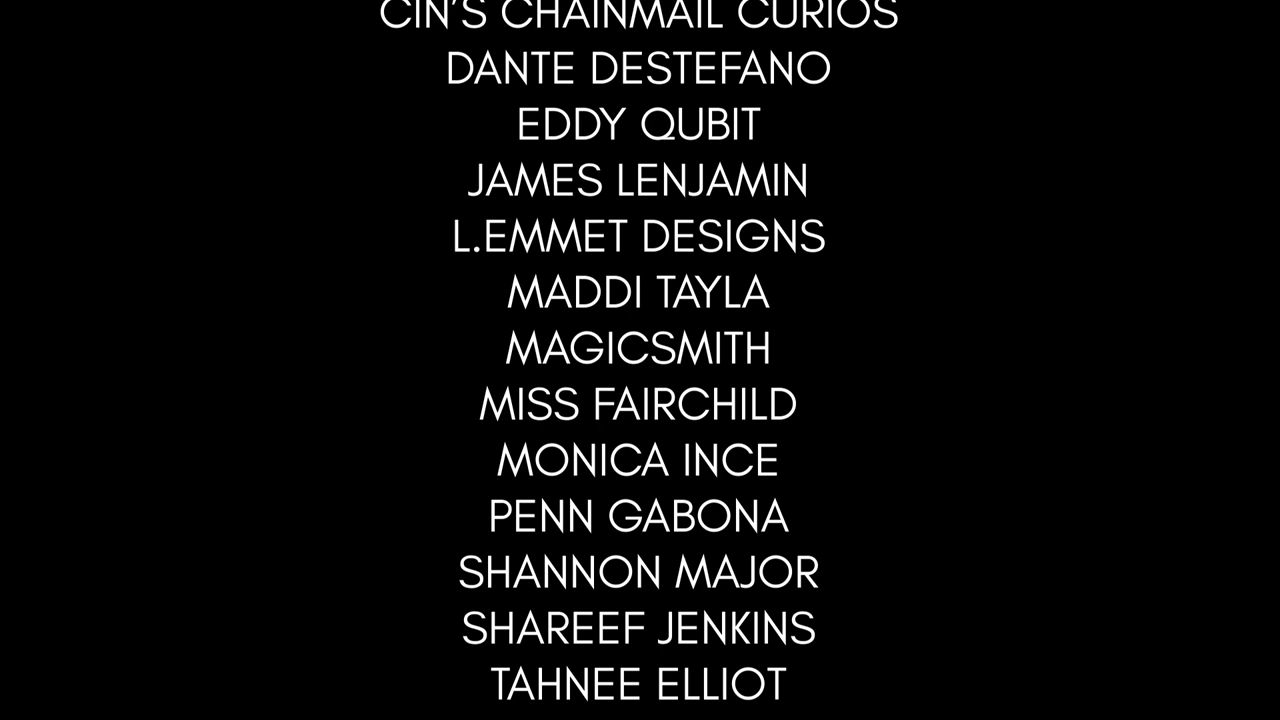 CIN'S CHAINMAIL CURIOS
DANTE DESTEFANO
EDDY QUBIT
JAMES LENJAMIN
L.EMMET DESIGNS
MADDI TAYLA
MAGICSMITH
MISS FAIRCHILD
MONICA INCE
PENN GABONA
SHANNON MAJOR
SHAREEF JENKINS
TAHNEE ELLIOT